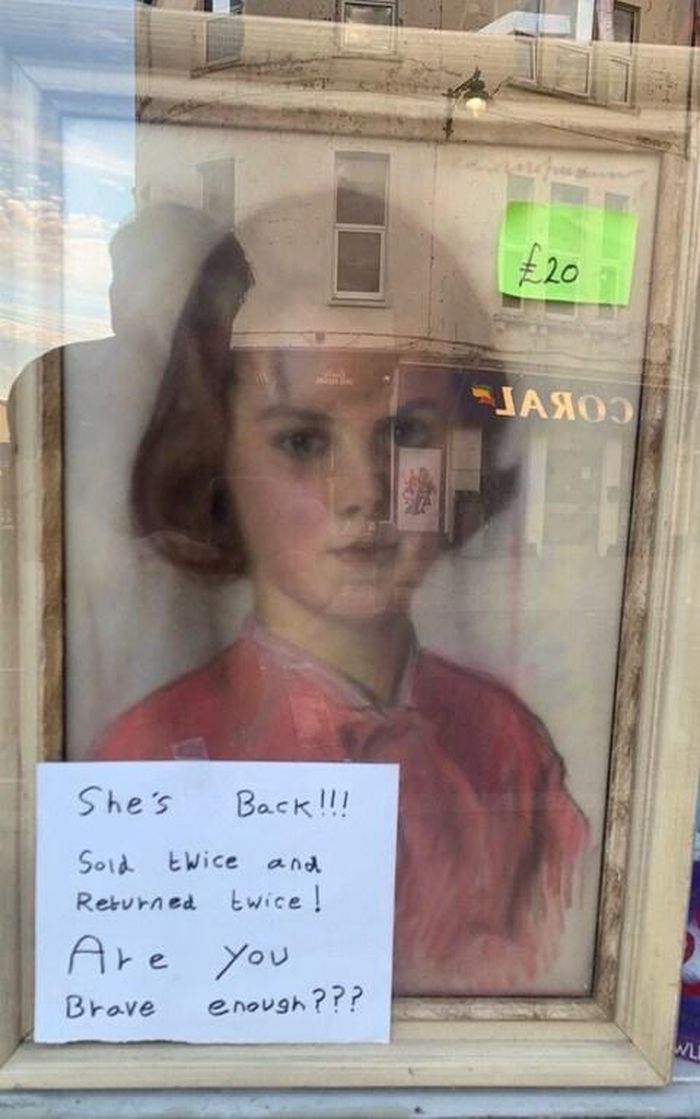 £20
CORAL
She's Back!!!
Sold twice and
Returned twice!
Are you
Brave enough???